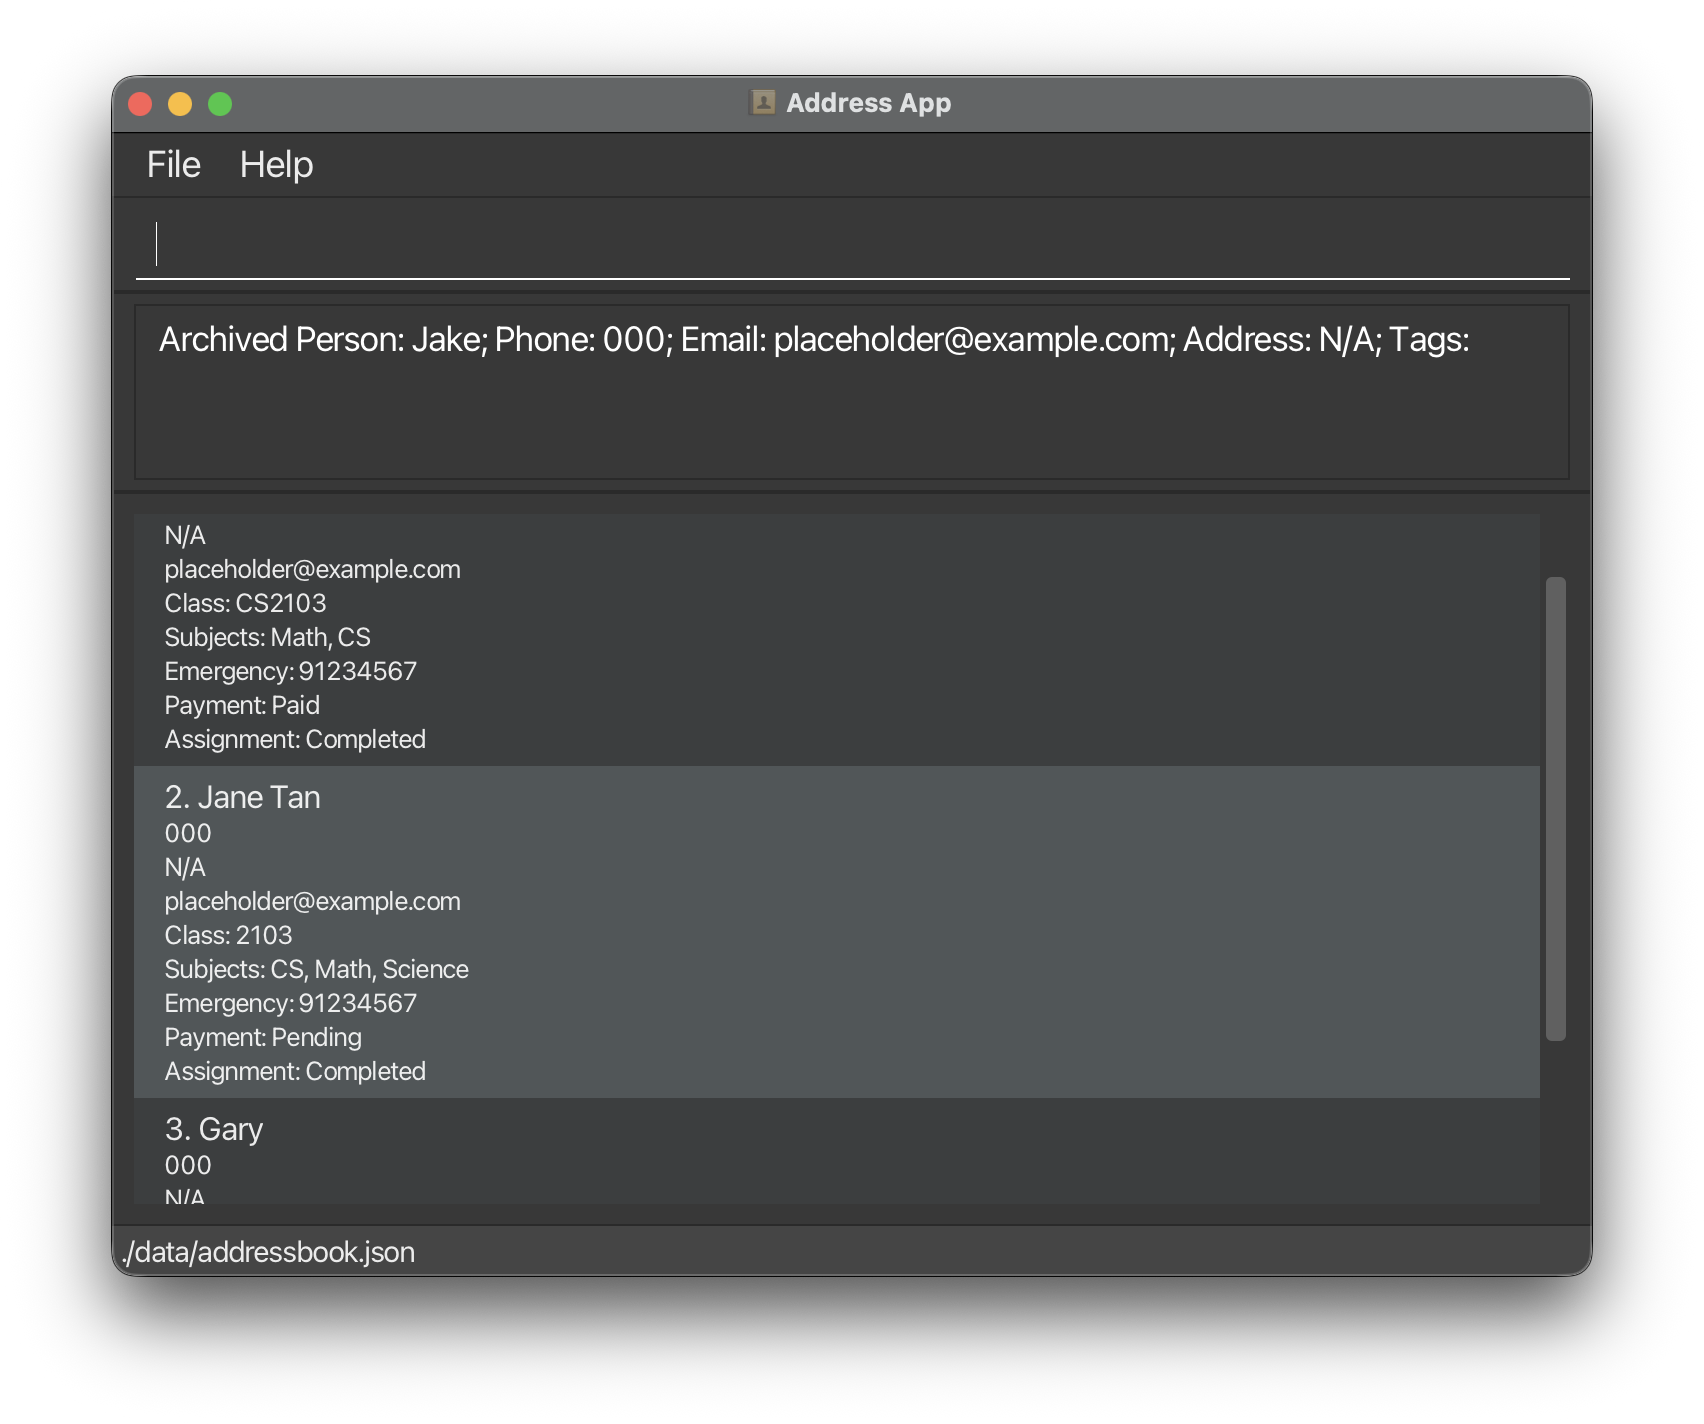 Address App
File Help
Archived Person: Jake; Phone: 000; Email: placeholder@example.com; Address: N/A; Tags:
N/A
placeholder@example.com
Class: CS2103
Subjects: Math, CS
Emergency: 91234567
Payment: Paid
Assignment: Completed
2. Jane Tan
000
N/A
placeholder@example.com
Class: 2103
Subjects: CS, Math, Science
Emergency: 91234567
Payment: Pending
Assignment: Completed
3. Gary
000
N/A
./data/addressbook.json